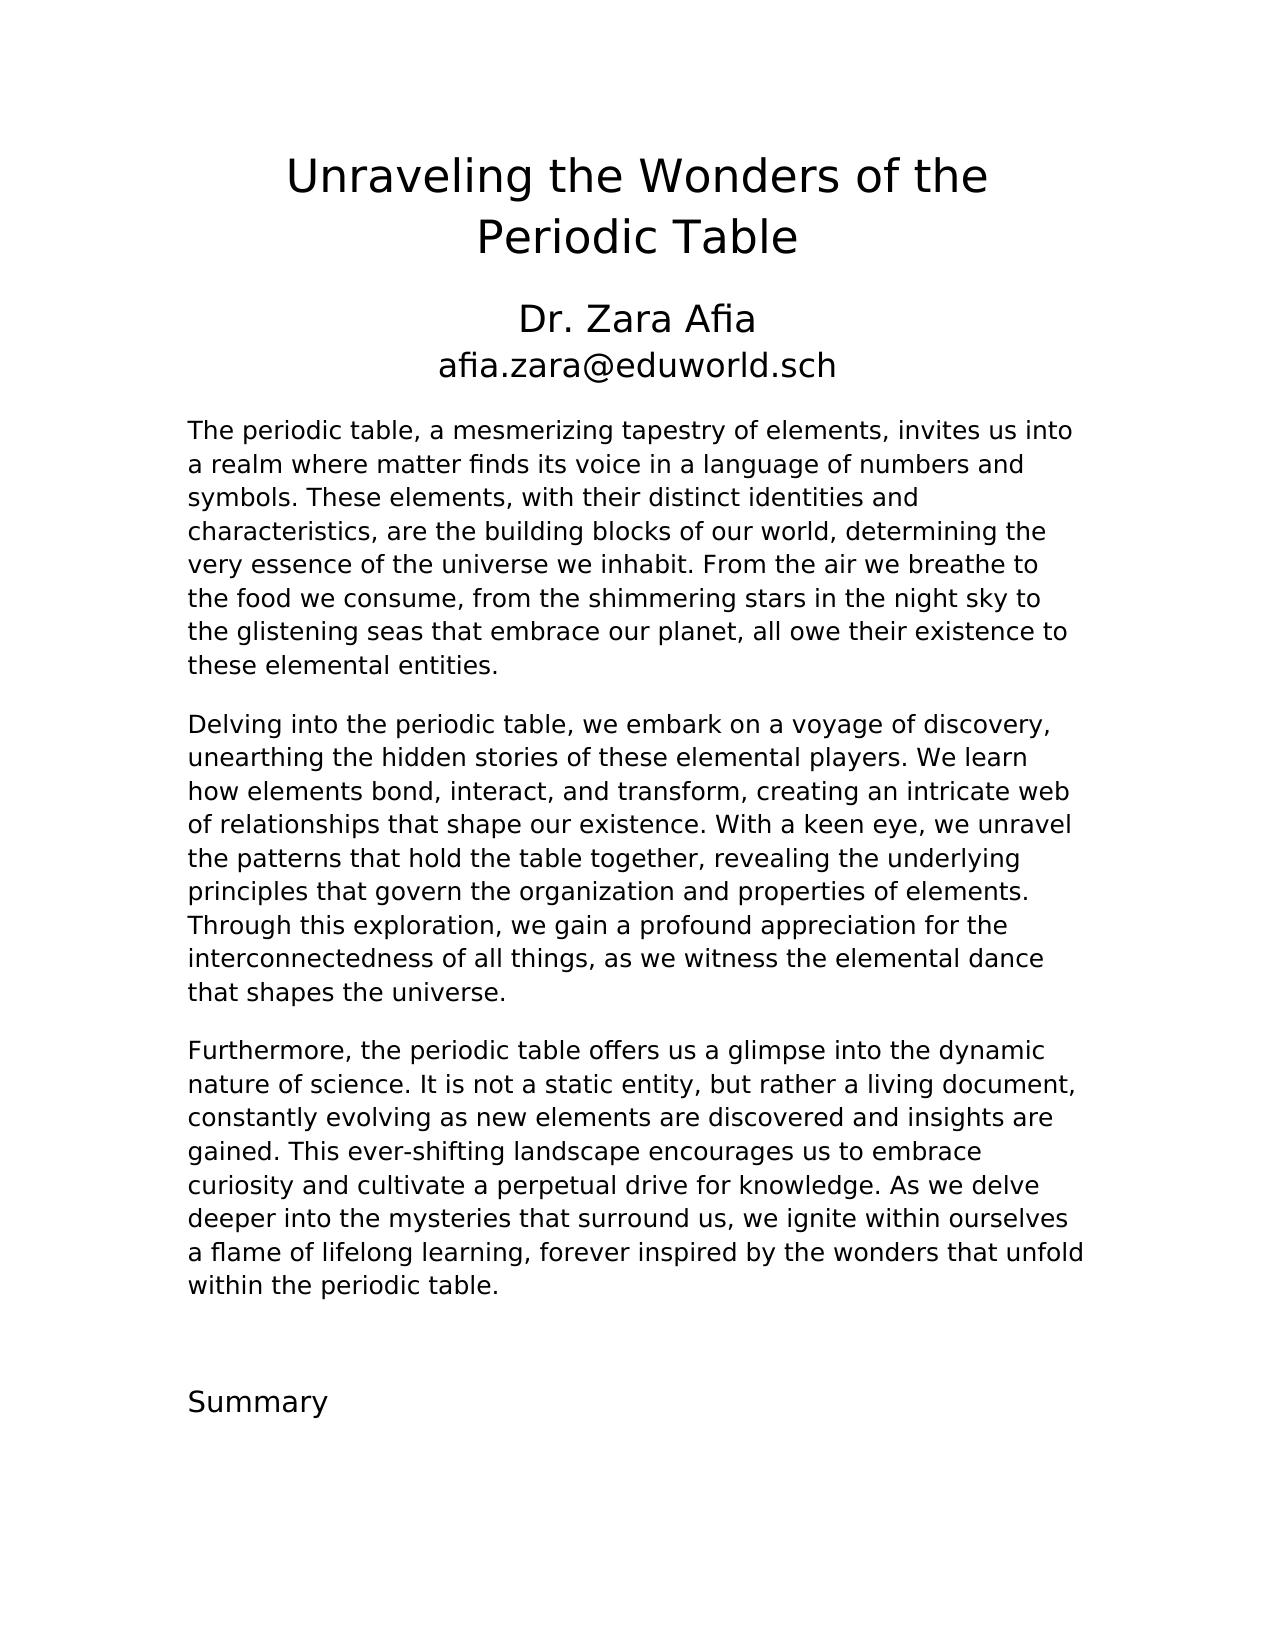 Unraveling the Wonders of the
Periodic Table
Dr. Zara Afia
afia.zara@eduworld.sch
The periodic table, a mesmerizing tapestry of elements, invites us into
a realm where matter finds its voice in a language of numbers and
symbols. These elements, with their distinct identities and
characteristics, are the building blocks of our world, determining the
very essence of the universe we inhabit. From the air we breathe to
the food we consume, from the shimmering stars in the night sky to
the glistening seas that embrace our planet, all owe their existence to
these elemental entities.
Delving into the periodic table, we embark on a voyage of discovery,
unearthing the hidden stories of these elemental players. We learn
how elements bond, interact, and transform, creating an intricate web
of relationships that shape our existence. With a keen eye, we unravel
the patterns that hold the table together, revealing the underlying
principles that govern the organization and properties of elements.
Through this exploration, we gain a profound appreciation for the
interconnectedness of all things, as we witness the elemental dance
that shapes the universe.
Furthermore, the periodic table offers us a glimpse into the dynamic
nature of science. It is not a static entity, but rather a living document,
constantly evolving as new elements are discovered and insights are
gained. This ever-shifting landscape encourages us to embrace
curiosity and cultivate a perpetual drive for knowledge. As we delve
deeper into the mysteries that surround us, we ignite within ourselves
a flame of lifelong learning, forever inspired by the wonders that unfold
within the periodic table.
Summary